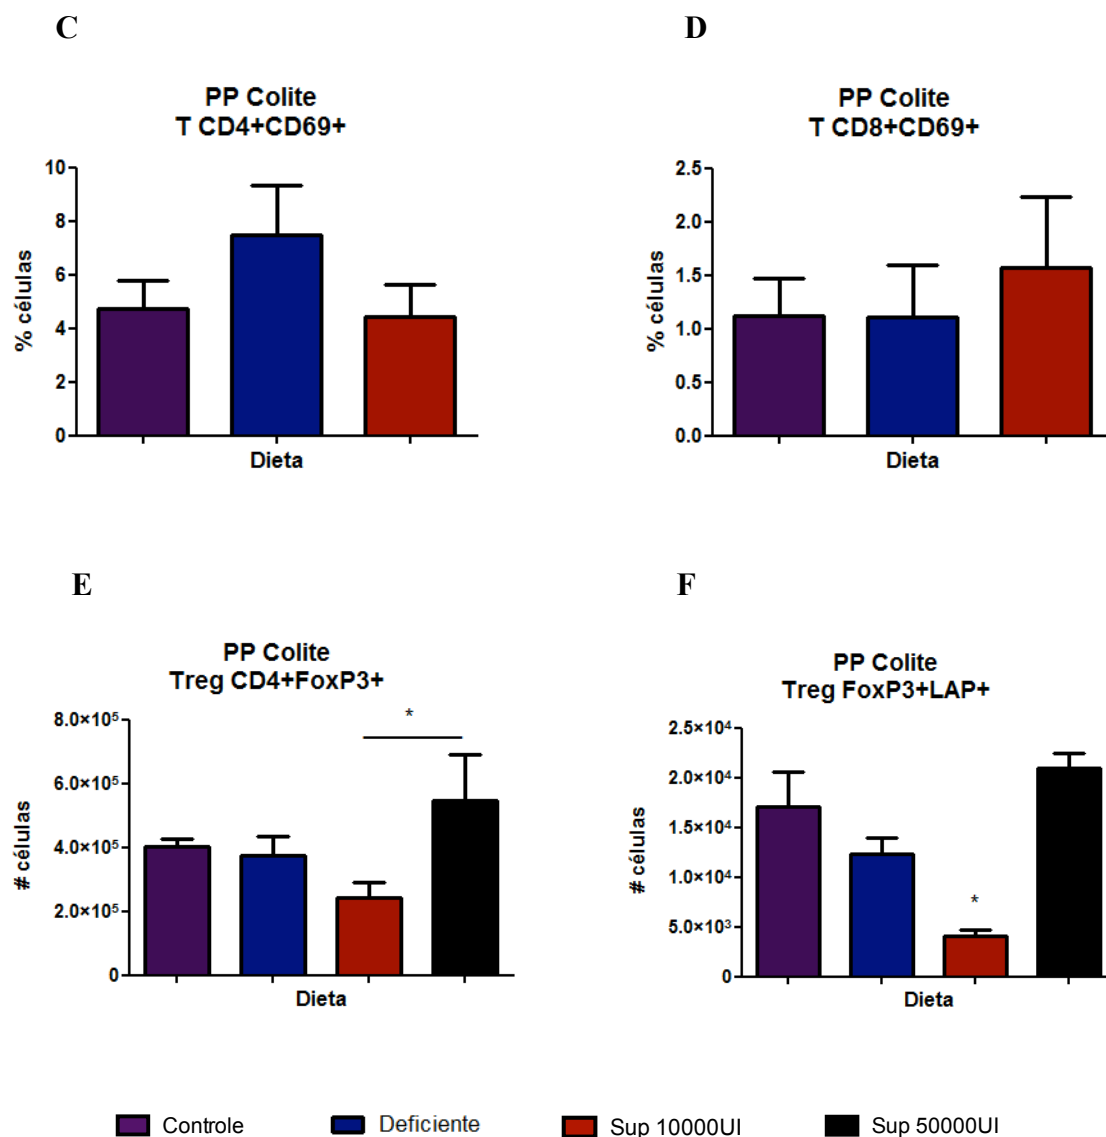 C
PP Colite
T CD4+CD69+
% células
10
8
6
4
2
0
Dieta
D
PP Colite
T CD8+CD69+
% células
2.5
2.0
1.5
1.0
0.5
0.0
Dieta
E
PP Colite
Treg CD4+FoxP3+
# células
8.0×10⁵
6.0×10⁵
4.0×10⁵
2.0×10⁵
0
*
Dieta
F
PP Colite
Treg FoxP3+LAP+
# células
2.5×10⁴
2.0×10⁴
1.5×10⁴
1.0×10⁴
5.0×10³
0
*
Dieta
Controle Deficiente Sup 10000UI Sup 50000UI